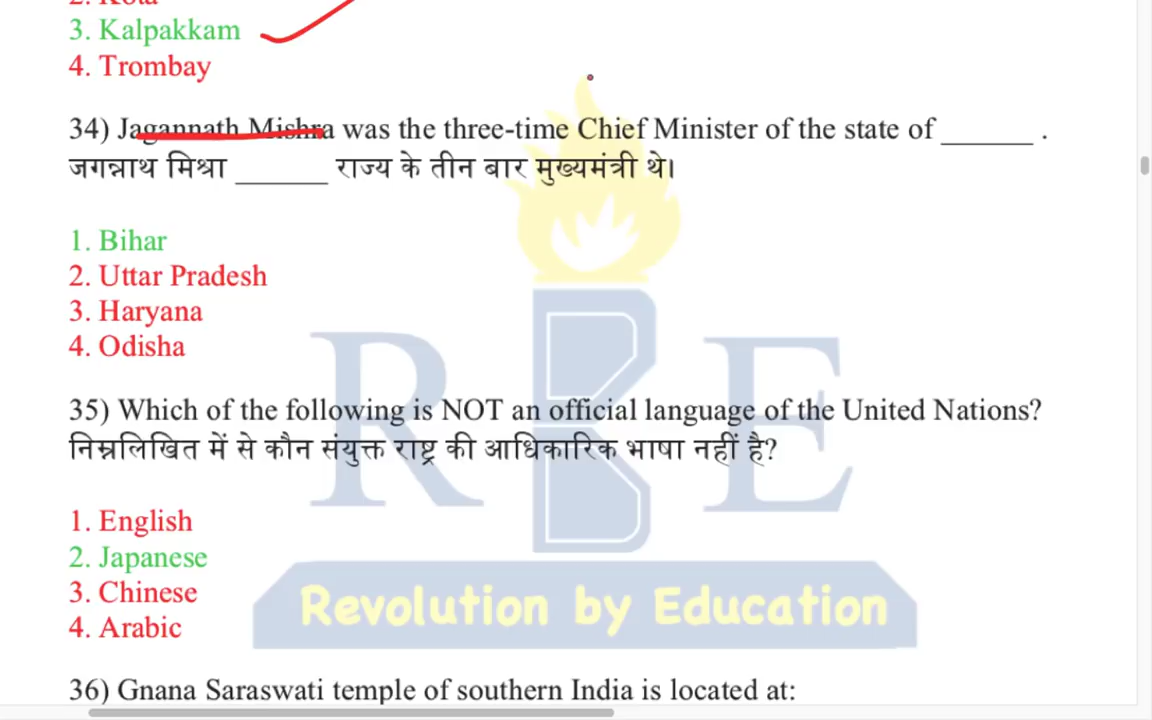 3. Kalpakkam
4. Trombay
34) Jagannath Mishra was the three-time Chief Minister of the state of ______ .
जगन्नाथ मिश्रा ______ राज्य के तीन बार मुख्यमंत्री थे।
1. Bihar
2. Uttar Pradesh
3. Haryana
4. Odisha
RBE
35) Which of the following is NOT an official language of the United Nations?
निम्नलिखित में से कौन संयुक्त राष्ट्र की आधिकारिक भाषा नहीं है?
1. English
2. Japanese
3. Chinese
4. Arabic
Revolution by Education
36) Gnana Saraswati temple of southern India is located at: